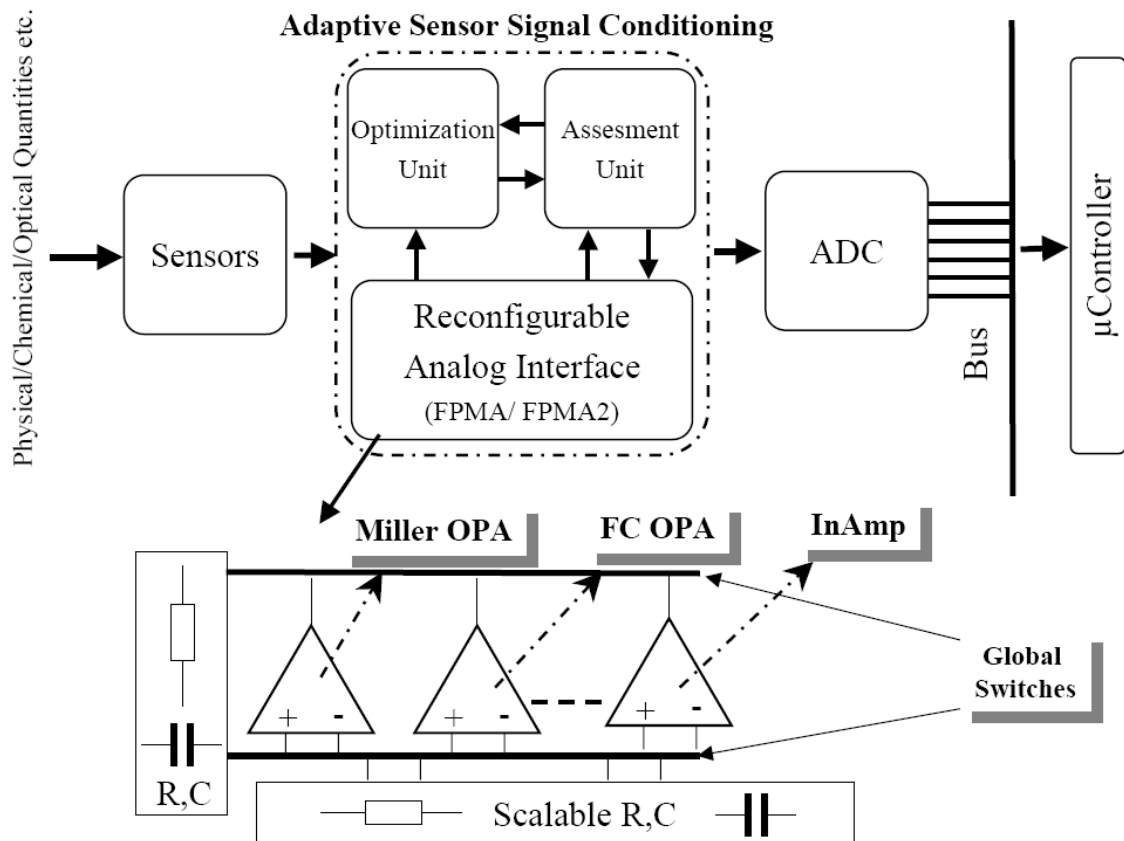 Physical/Chemical/Optical Quantities etc.
Adaptive Sensor Signal Conditioning
Optimization
Unit
Assesment
Unit
Sensors
Reconfigurable
Analog Interface
(FPMA/ FPMA2)
ADC
Bus
µController
Miller OPA
FC OPA
InAmp
+
-
+
-
+
-
Global
Switches
R,C
Scalable R,C